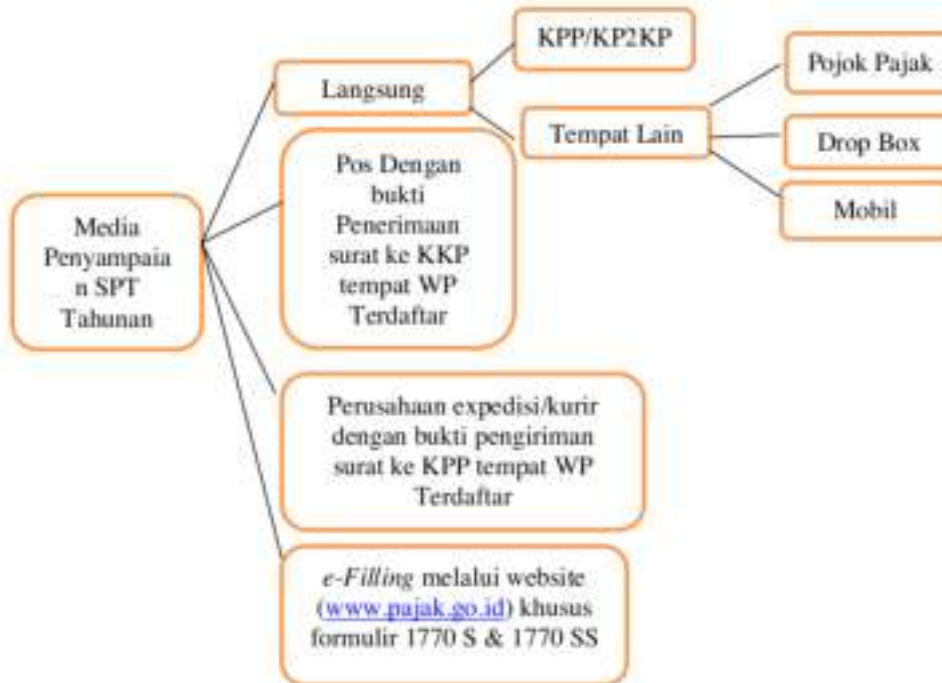 Media
Penyampaia
n SPT
Tahunan
Langsung
KPP/KP2KP
Tempat Lain
Pojok Pajak
Drop Box
Mobil
Pos Dengan
bukti
Penerimaan
surat ke KKP
tempat WP
Terdaftar
Perusahaan expedisi/kurir
dengan bukti pengiriman
surat ke KPP tempat WP
Terdaftar
e-Filling melalui website
(www.pajak.go.id) khusus
formulir 1770 S & 1770 SS